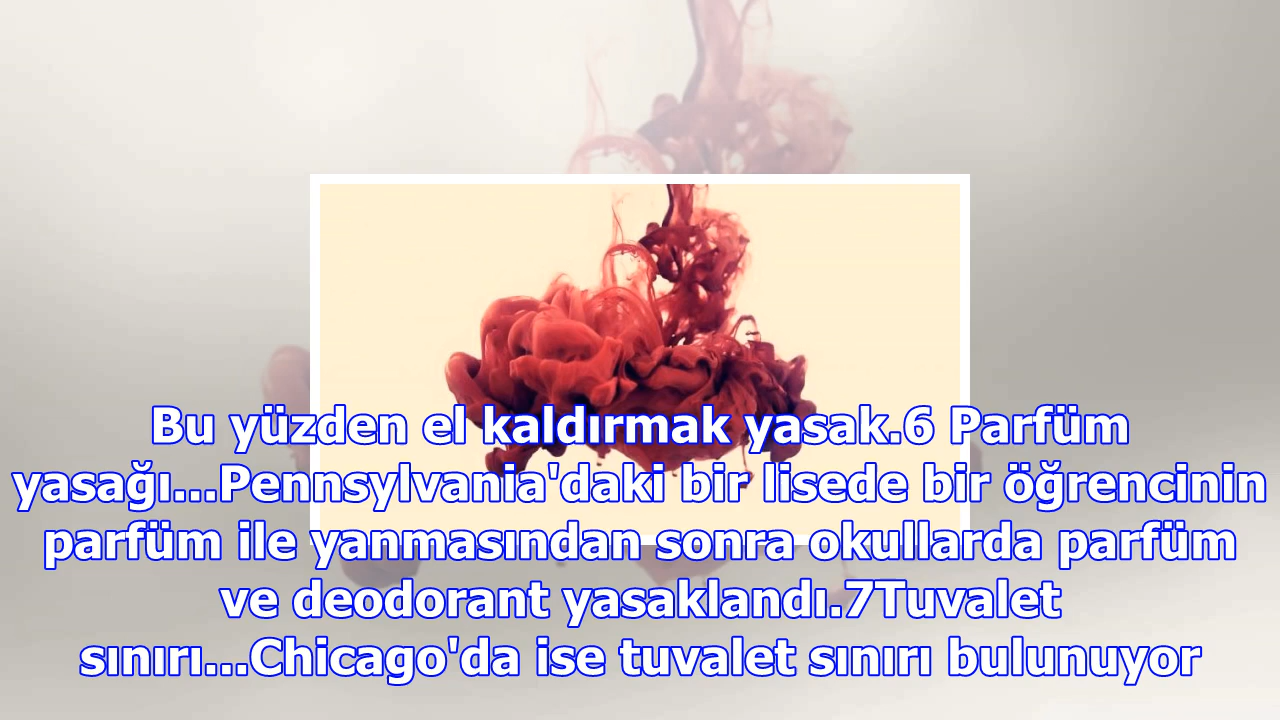 Bu yüzden el kaldırmak yasak.6 Parfüm
yasağı...Pennsylvania'daki bir lisede bir öğrencinin
parfüm ile yanmasından sonra okullarda parfüm
ve deodorant yasaklandı.7Tuvalet
sınırı...Chicago'da ise tuvalet sınırı bulunuyor